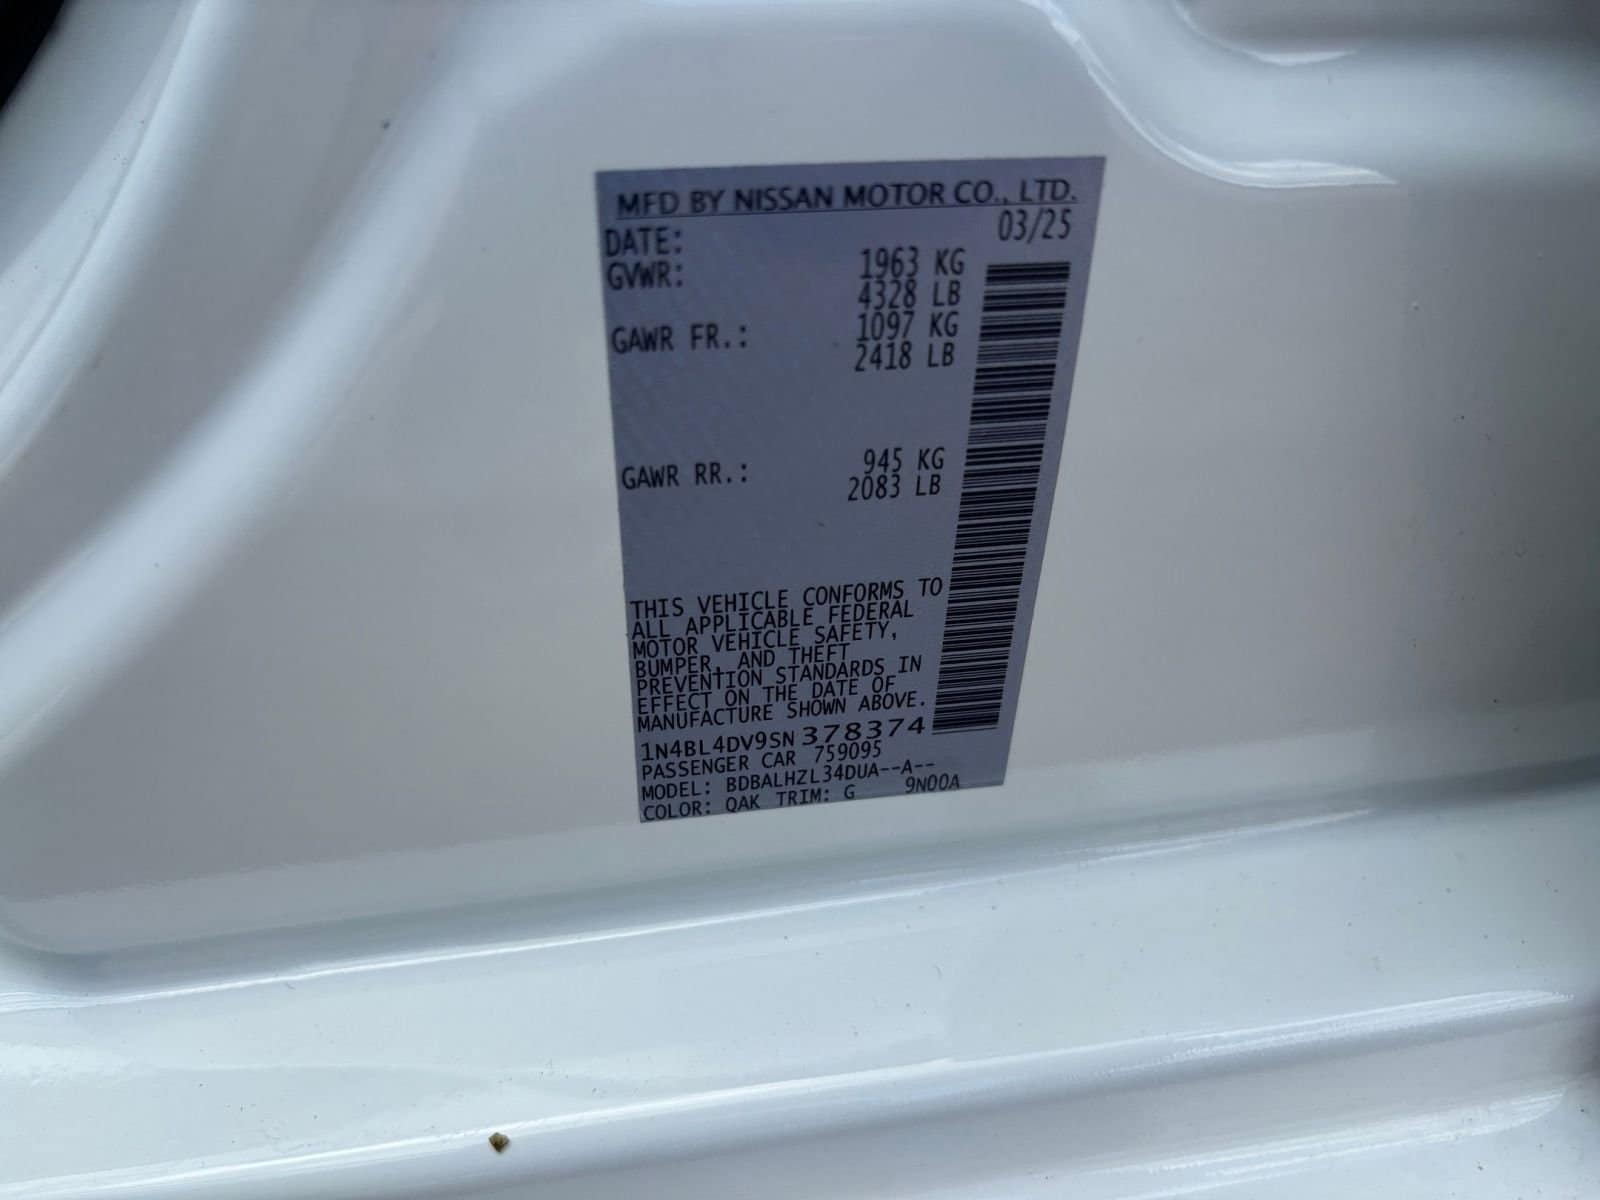 MFD BY NISSAN MOTOR CO., LTD.
DATE: 03/25
GVWR: 1963 KG
4328 LB
GAWR FR.: 1097 KG
2418 LB
GAWR RR.: 945 KG
2083 LB
THIS VEHICLE CONFORMS TO
ALL APPLICABLE FEDERAL
MOTOR VEHICLE SAFETY,
BUMPER, AND THEFT
PREVENTION STANDARDS IN
EFFECT ON THE DATE OF
MANUFACTURE SHOWN ABOVE.
1N4BL4DV9SN378374
PASSENGER CAR 759095
MODEL: BDBALHZL34DUA--A--
COLOR: QAK TRIM: G 9N00A